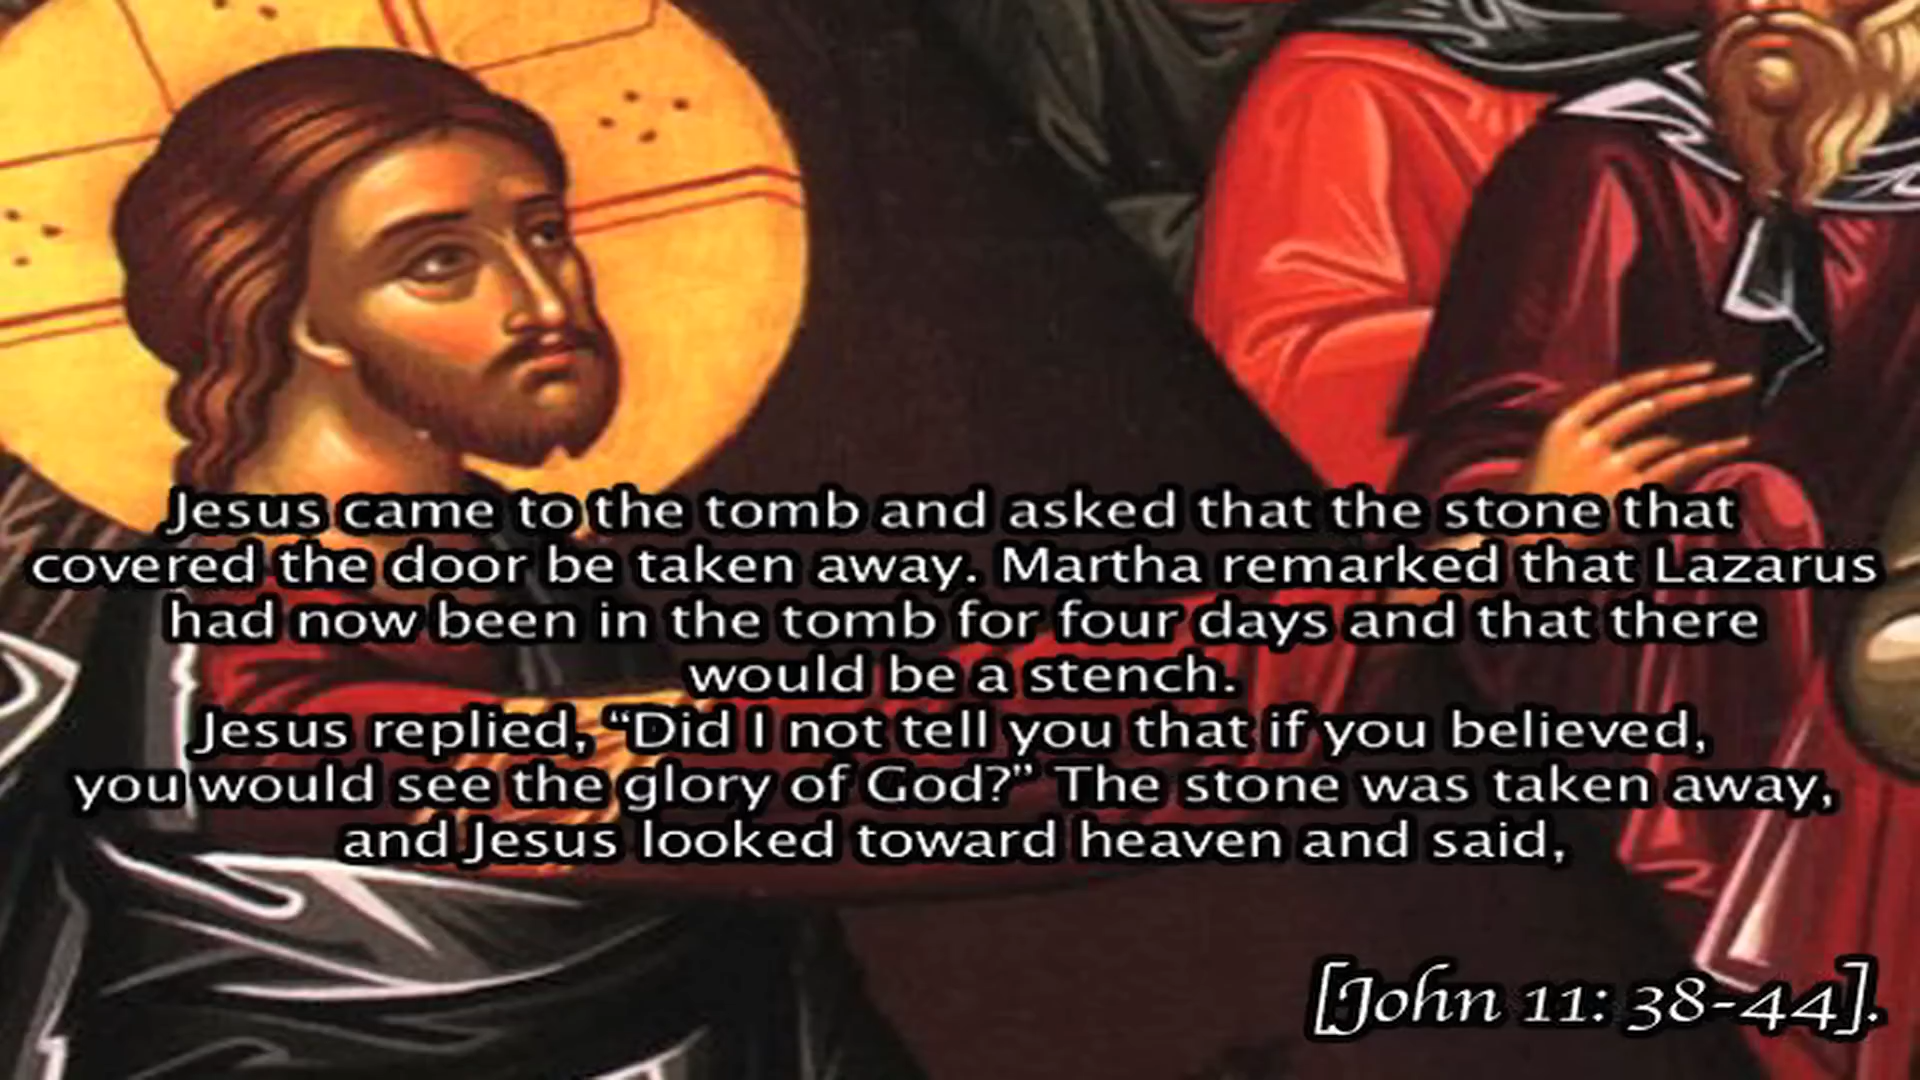 Jesus came to the tomb and asked that the stone that
covered the door be taken away. Martha remarked that Lazarus
had now been in the tomb for four days and that there
would be a stench.
Jesus replied, “Did I not tell you that if you believed,
you would see the glory of God?” The stone was taken away,
and Jesus looked toward heaven and said,
[John 11: 38-44].